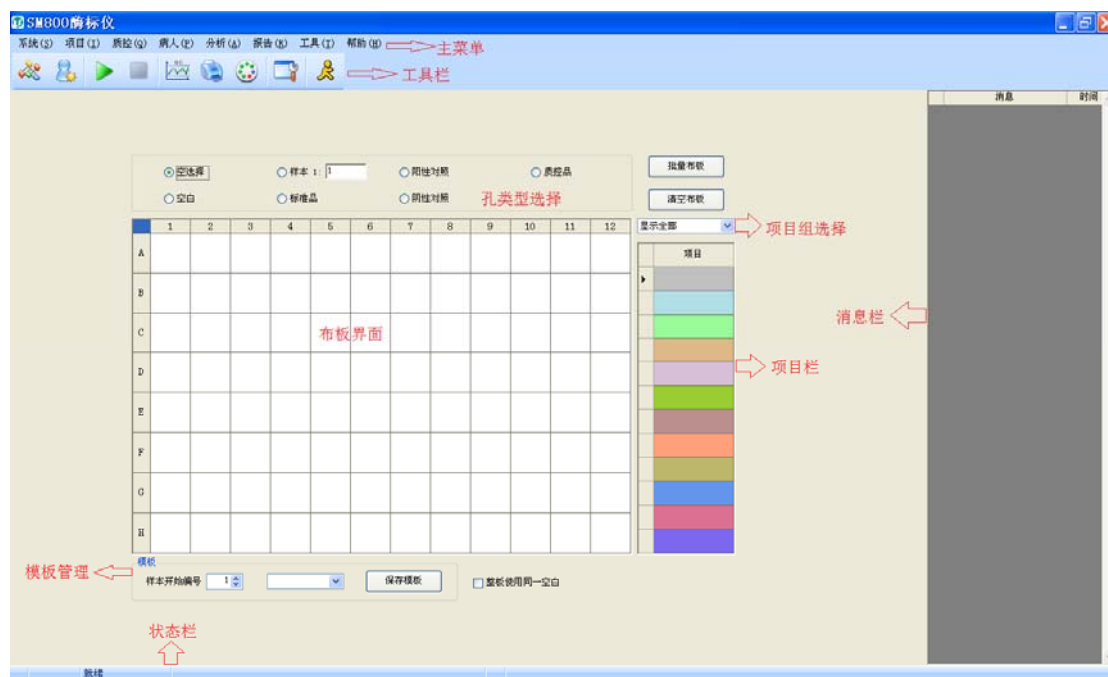 SM800酶标仪
系统(S) 项目(I) 质控(Q) 病人(P) 分析(A) 报告(R) 工具(T) 帮助(H) 主菜单
工具栏
消息 时间
空选择 样本 1: 1 阳性对照 质控品 批量布板
空白 标准品 阴性对照 孔类型选择 清空布板
1 2 3 4 5 6 7 8 9 10 11 12 显示全部 项目组选择
A 项目
B
消息栏
C 布板界面
D 项目栏
E
F
G
H
模板
模板管理 样本开始编号 1 保存模板 整板使用同一空白
状态栏
就绪